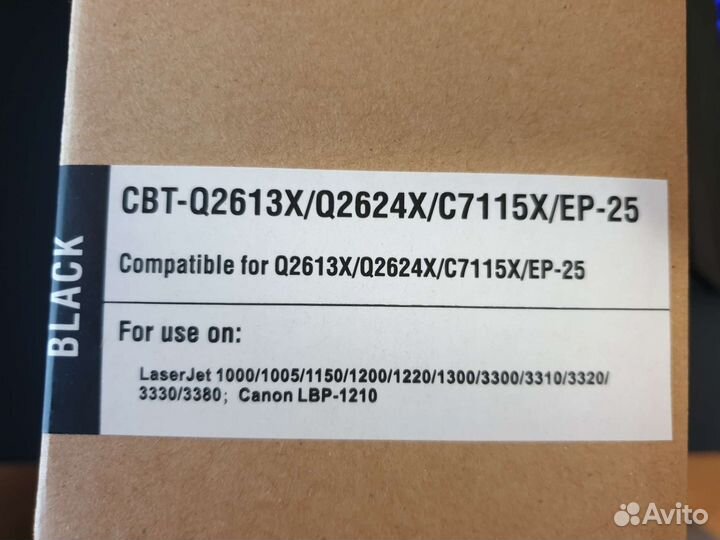 BLACK
CBT-Q2613X/Q2624X/C7115X/EP-25
Compatible for Q2613X/Q2624X/C7115X/EP-25
For use on:
LaserJet 1000/1005/1150/1200/1220/1300/3300/3310/3320/
3330/3380; Canon LBP-1210
Avito